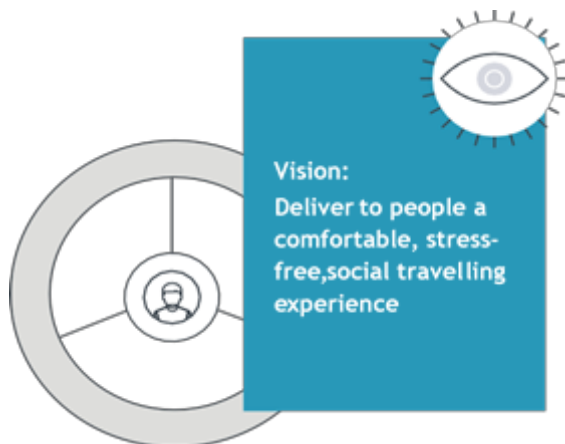 Vision:
Deliver to people a
comfortable, stress-
free,social travelling
experience